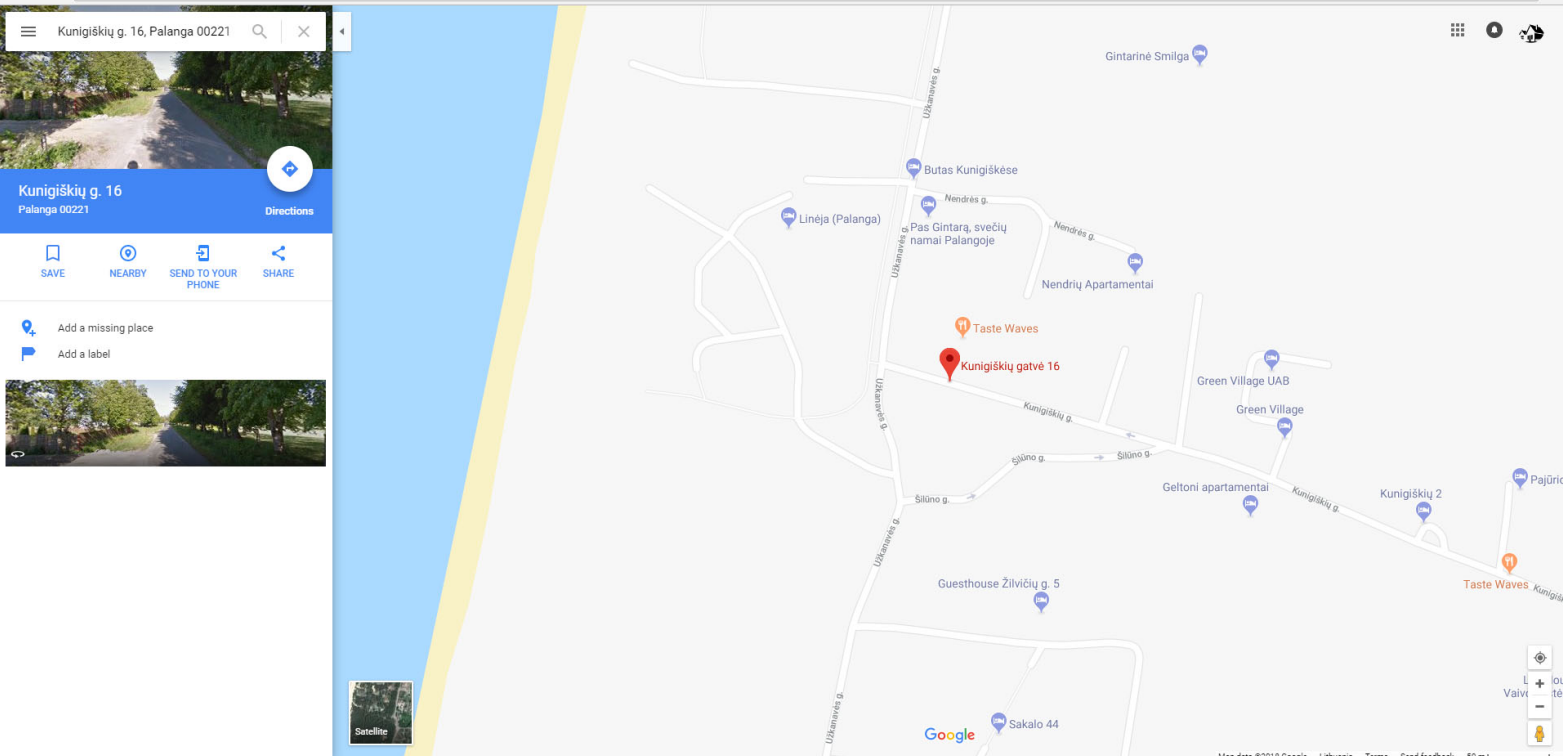 Kunigiškių g. 16, Palanga 00221
Kunigiškių g. 16
Palanga 00221
Directions
SAVE
NEARBY
SEND TO YOUR
PHONE
SHARE
Add a missing place
Add a label
Satellite
Gintarinė Smilga
Užkanavės g.
Butas Kunigiškėse
Nendrės g.
Linėja (Palanga)
Pas Gintarą, svečių
namai Palangoje
Nendrės g.
Užkanavės g.
Nendrių Apartamentai
Taste Waves
Kunigiškių gatvė 16
Green Village UAB
Užkanavės g.
Kunigiškių g.
Green Village
Šilūno g.
Šilūno g.
Geltoni apartamentai
Kunigiškių g.
Kunigiškių 2
Pajūrio
Šilūno g.
Užkanavės g.
Guesthouse Žilvičių g. 5
Taste Waves
Užkanavės g.
Sakalo 44
Google